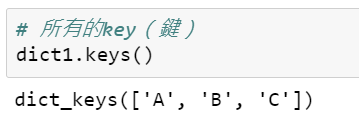 # 所有的key（鍵）
dict1.keys()
dict_keys(['A', 'B', 'C'])